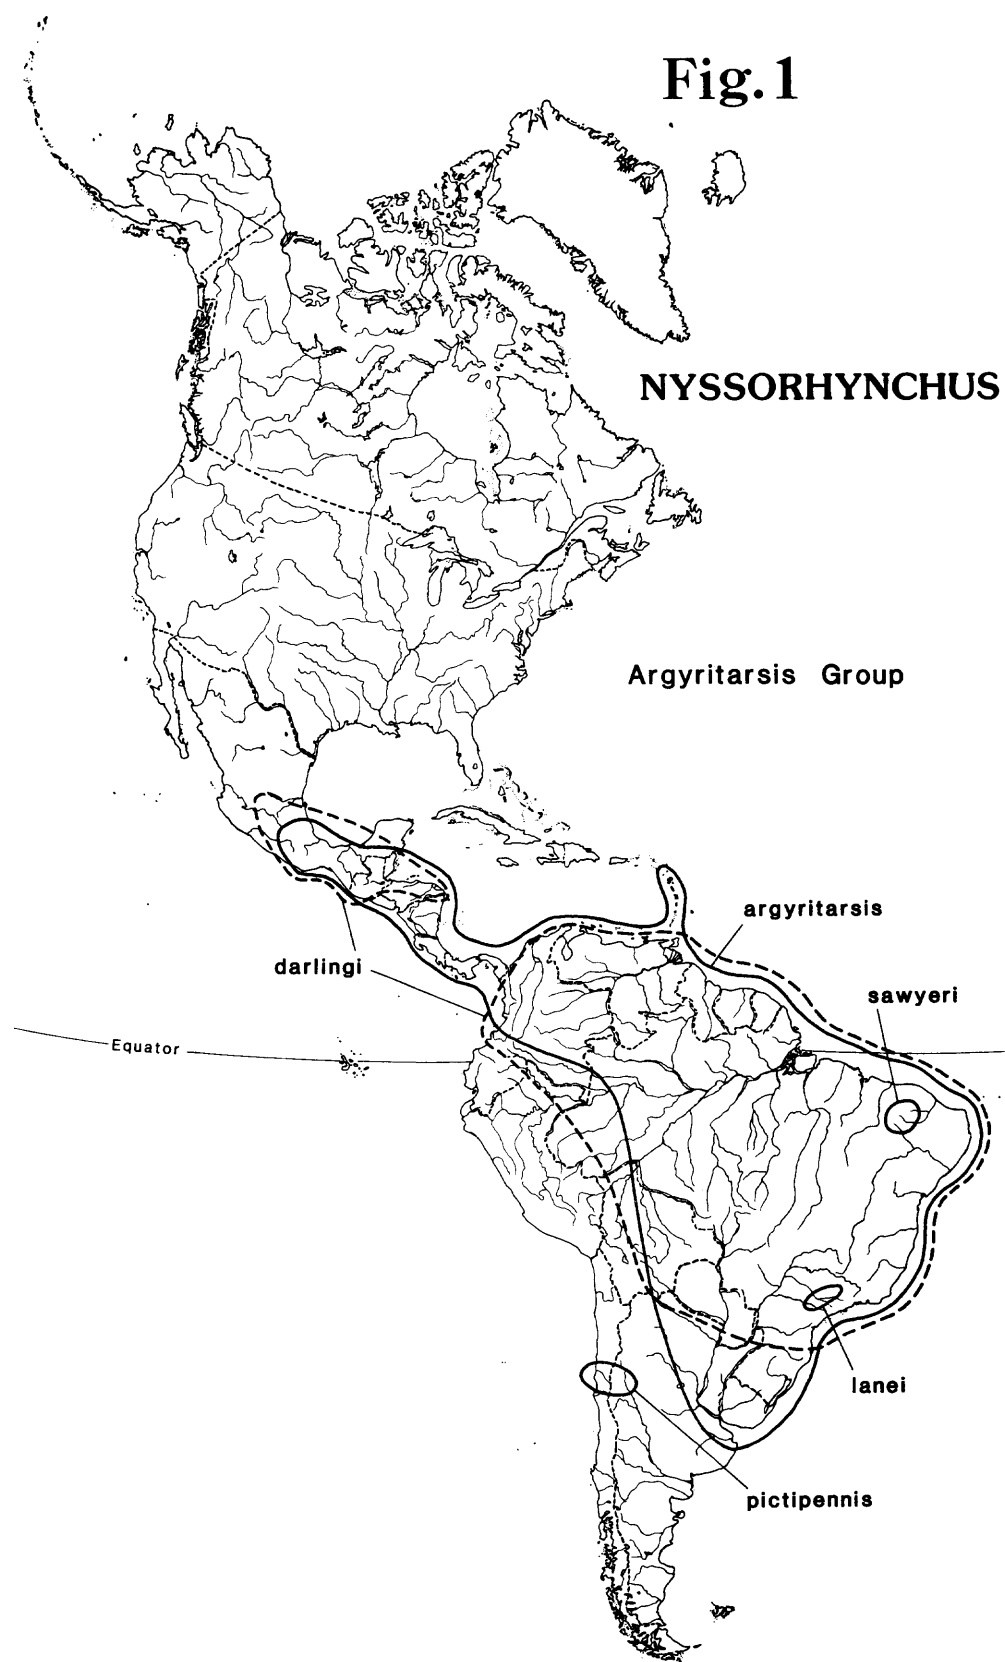 Fig. 1
NYSSORHYNCHUS
Argyritarsis Group
argyritarsis
darlingi
sawyeri
Equator
lanei
pictipennis